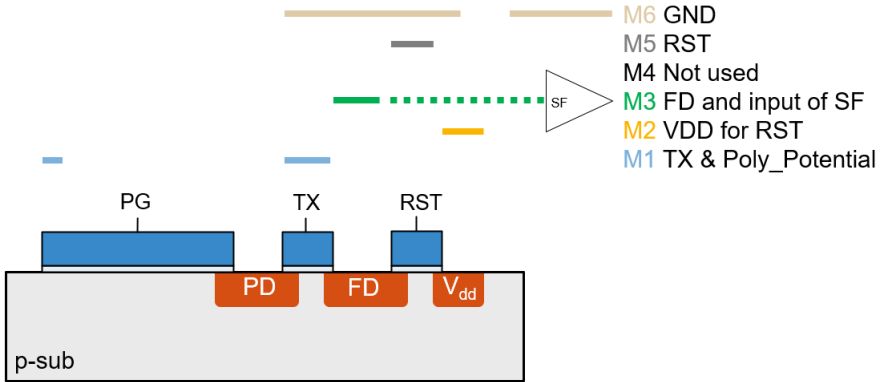 M6 GND
M5 RST
M4 Not used
SF
M3 FD and input of SF
M2 VDD for RST
M1 TX & Poly_Potential
PG
TX
RST
PD
FD
Vdd
p-sub